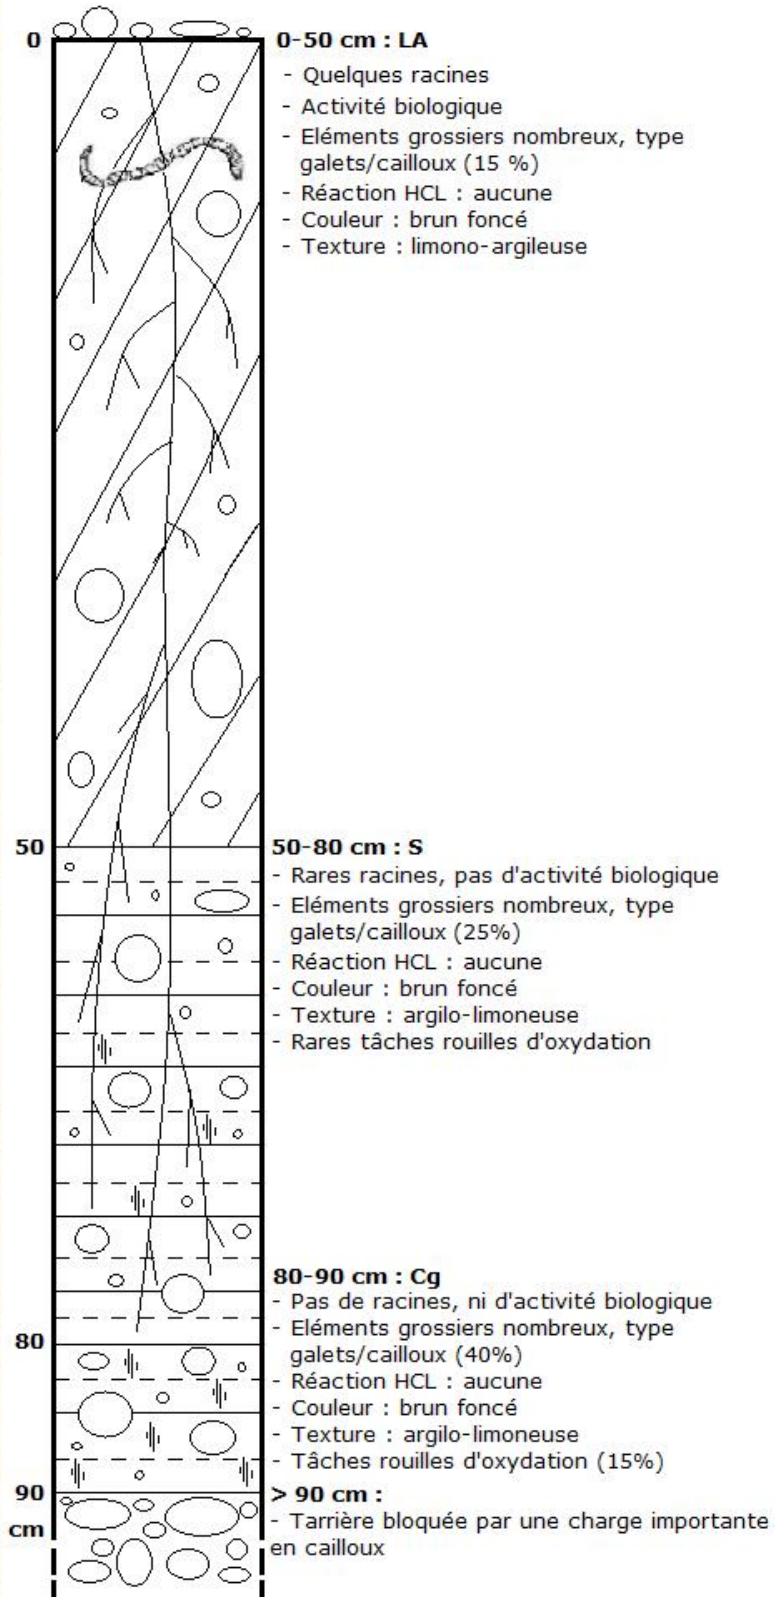 0
0-50 cm : LA
- Quelques racines
- Activité biologique
- Eléments grossiers nombreux, type
galets/cailloux (15 %)
- Réaction HCL : aucune
- Couleur : brun foncé
- Texture : limono-argileuse
50
50-80 cm : S
- Rares racines, pas d'activité biologique
- Eléments grossiers nombreux, type
galets/cailloux (25%)
- Réaction HCL : aucune
- Couleur : brun foncé
- Texture : argilo-limoneuse
- Rares tâches rouilles d'oxydation
80-90 cm : Cg
- Pas de racines, ni d'activité biologique
- Eléments grossiers nombreux, type
80
galets/cailloux (40%)
- Réaction HCL : aucune
- Couleur : brun foncé
- Texture : argilo-limoneuse
- Tâches rouilles d'oxydation (15%)
90
> 90 cm :
cm
- Tarrière bloquée par une charge importante
en cailloux